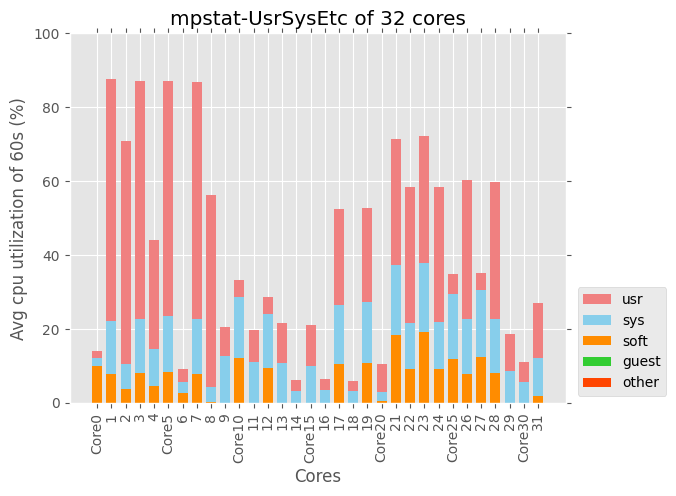 mpstat-UsrSysEtc of 32 cores
Avg cpu utilization of 60s (%)
100
80
60
40
20
0
Core0
1
2
3
4
Core5
6
7
8
9
Core10
11
12
13
14
Core15
16
17
18
19
Core20
21
22
23
24
Core25
26
27
28
29
Core30
31
Cores
usr
sys
soft
guest
other